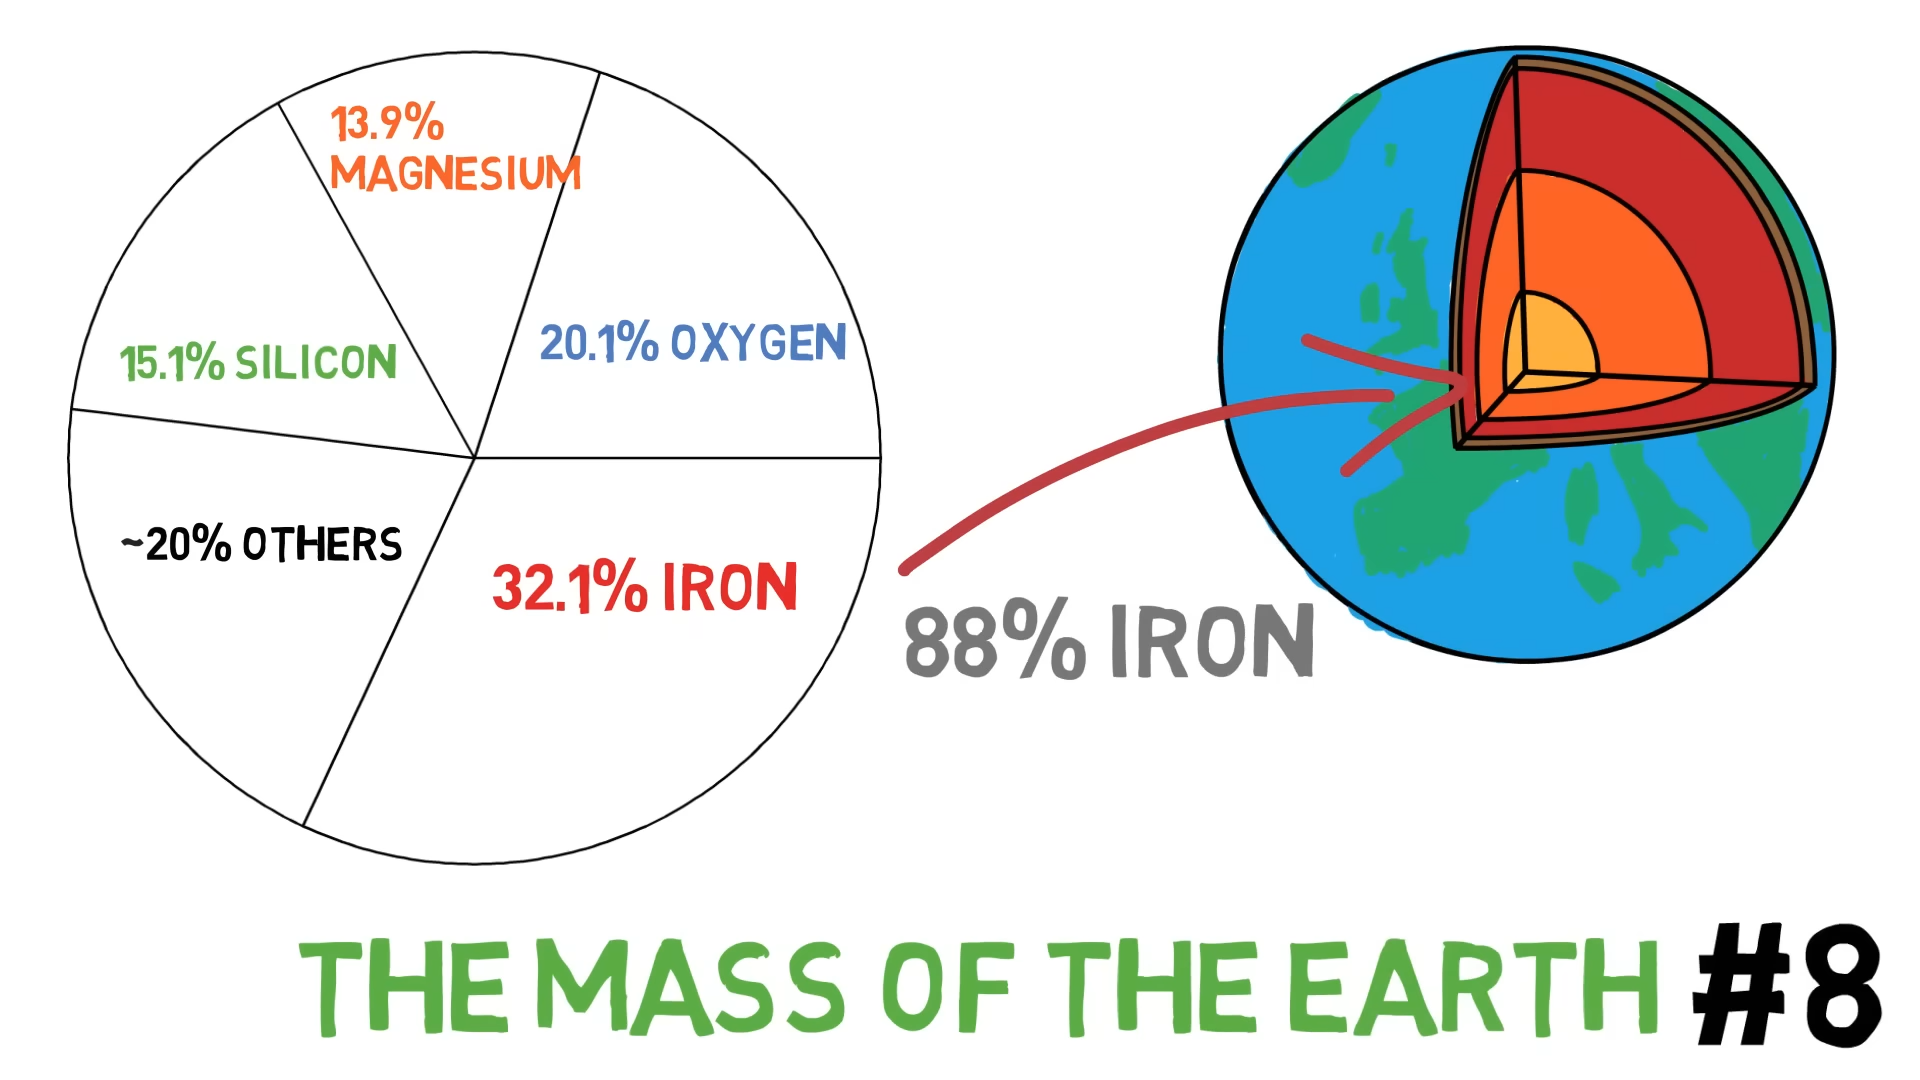 13.9%
MAGNESIUM
20.1% OXYGEN
15.1% SILICON
~20% OTHERS
32.1% IRON
88% IRON
THE MASS OF THE EARTH #8